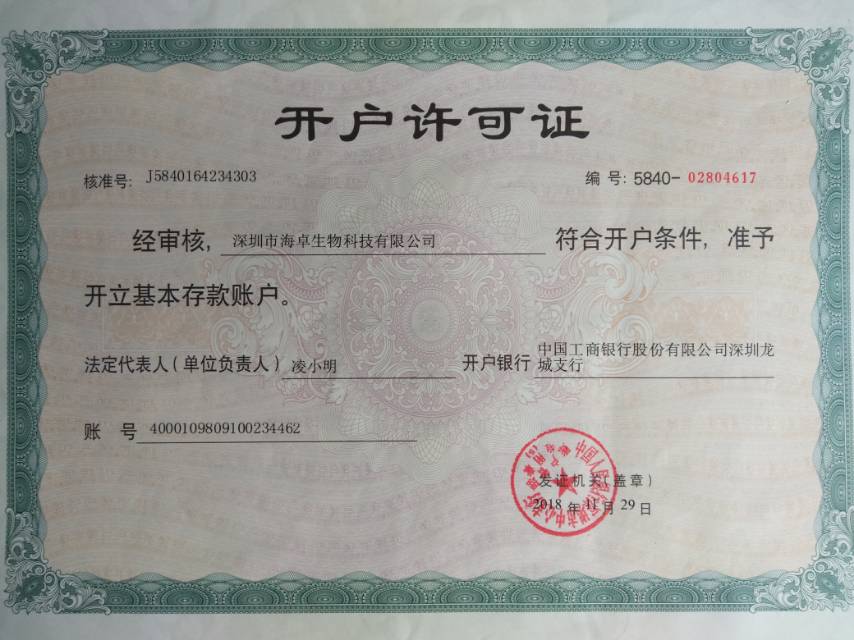 开户许可证
核准号: J5840164234303
编 号: 5840-02804617
经审核, 深圳市海卓生物科技有限公司 符合开户条件, 准予
开立基本存款账户。
法定代表人(单位负责人) 凌小明 开户银行 中国工商银行股份有限公司深圳龙
城支行
账 号 4000109809100234462
发证机关(盖章)
2018 年 11 月 29 日